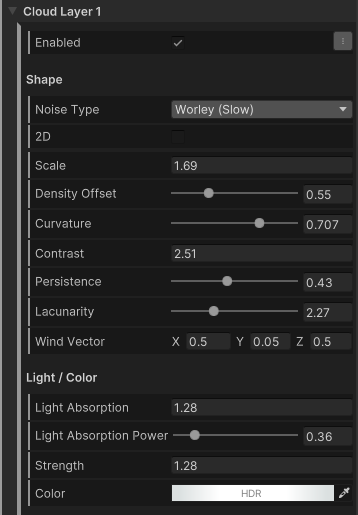 Cloud Layer 1
Enabled
Shape
Noise Type Worley (Slow)
2D
Scale 1.69
Density Offset 0.55
Curvature 0.707
Contrast 2.51
Persistence 0.43
Lacunarity 2.27
Wind Vector X 0.5 Y 0.05 Z 0.5
Light / Color
Light Absorption 1.28
Light Absorption Power 0.36
Strength 1.28
Color HDR